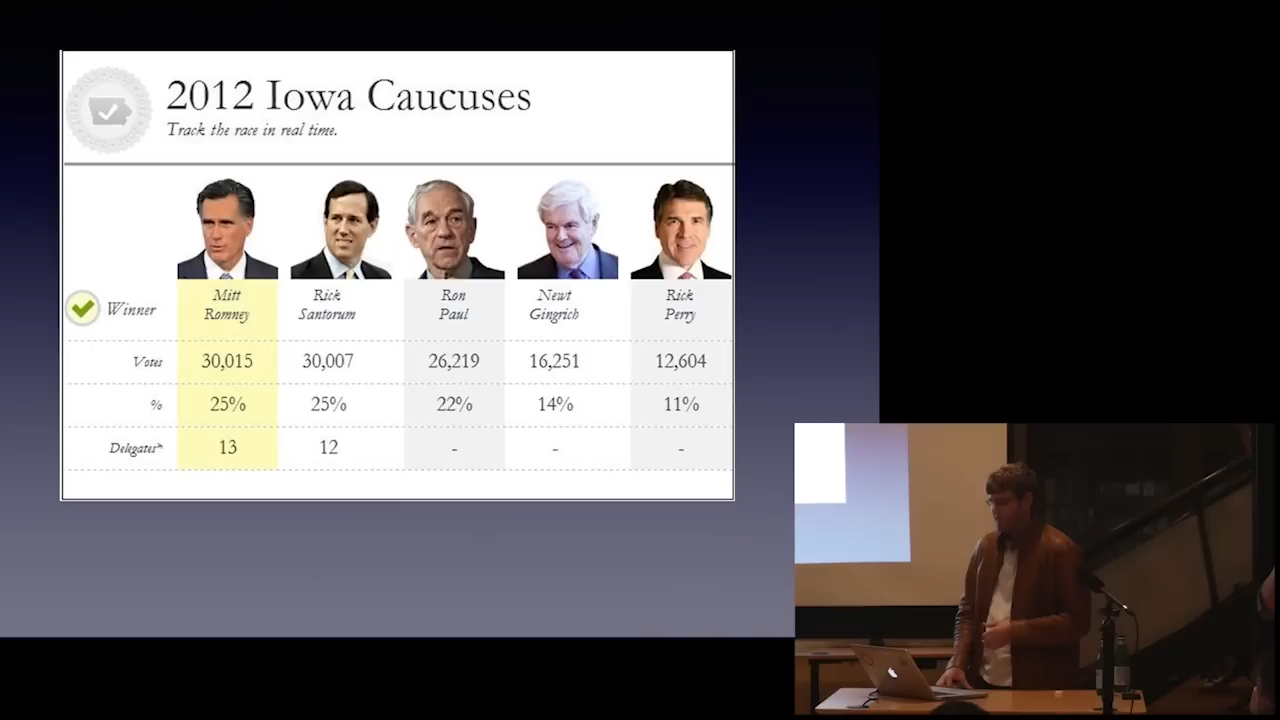 2012 Iowa Caucuses
Track the race in real time.
Winner
Mitt Romney
Rick Santorum
Ron Paul
Newt Gingrich
Rick Perry
Votes 30,015 30,007 26,219 16,251 12,604
% 25% 25% 22% 14% 11%
Delegates* 13 12 - - -